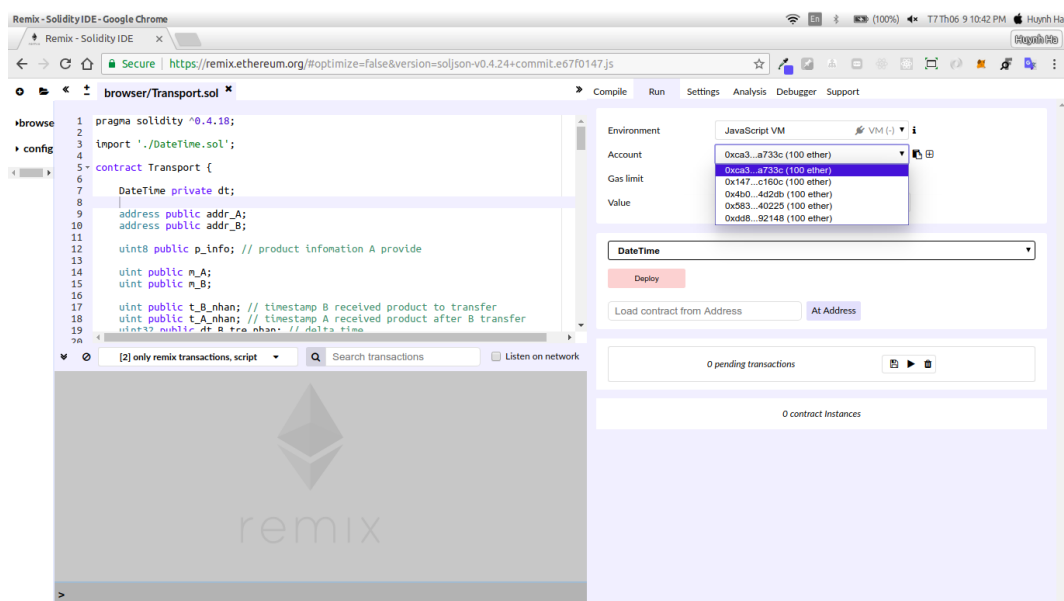 Remix - Solidity IDE - Google Chrome
En
(100%)
T7 Th06 9 10:42 PM
Huynh Ha
Remix - Solidity IDE
Huynh Ha
Secure | https://remix.ethereum.org/#optimize=false&version=soljson-v0.4.24+commit.e67f0147.js
browser/Transport.sol
browse
config
1 pragma solidity ^0.4.18;
2
3 import './DateTime.sol';
4
5 contract Transport {
6
7 DateTime private dt;
8
9 address public addr_A;
10 address public addr_B;
11
12 uint8 public p_info; // product infomation A provide
13
14 uint public m_A;
15 uint public m_B;
16
17 uint public t_B_nhan; // timestamp B received product to transfer
18 uint public t_A_nhan; // timestamp A received product after B transfer
19 uint32 public dt_B_tre_nhan; // delta time
20
[2] only remix transactions, script
Search transactions
Listen on network
remix
>
Compile Run Settings Analysis Debugger Support
Environment JavaScript VM VM (-) i
Account 0xca3...a733c (100 ether)
0xca3...a733c (100 ether)
Gas limit 0x147...c160c (100 ether)
0x4b0...4d2db (100 ether)
Value 0x583...40225 (100 ether)
0xdd8...92148 (100 ether)
DateTime
Deploy
Load contract from Address At Address
0 pending transactions
0 contract Instances